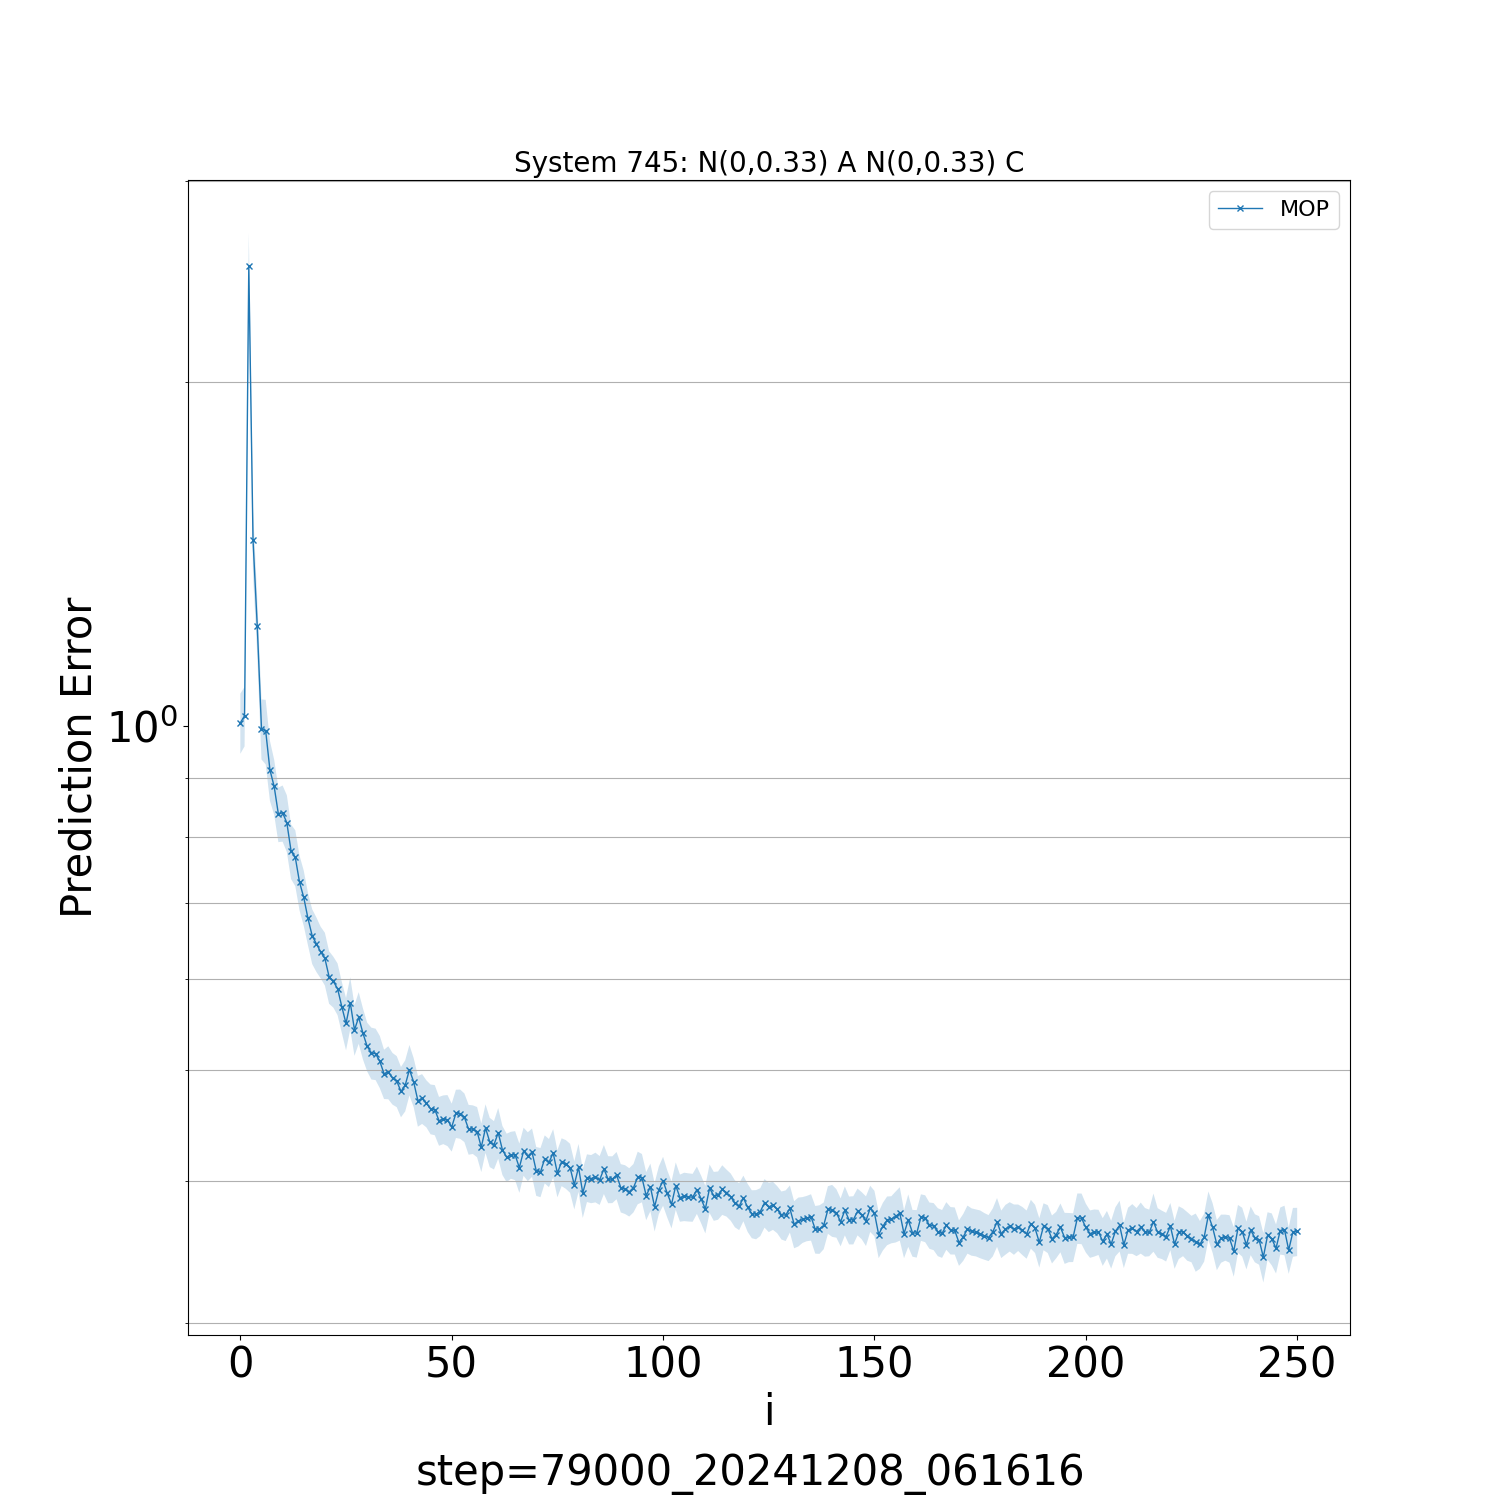 System 745: N(0,0.33) A N(0,0.33) C
MOP
Prediction Error
10⁰
0 50 100 150 200 250
i
step=79000_20241208_061616